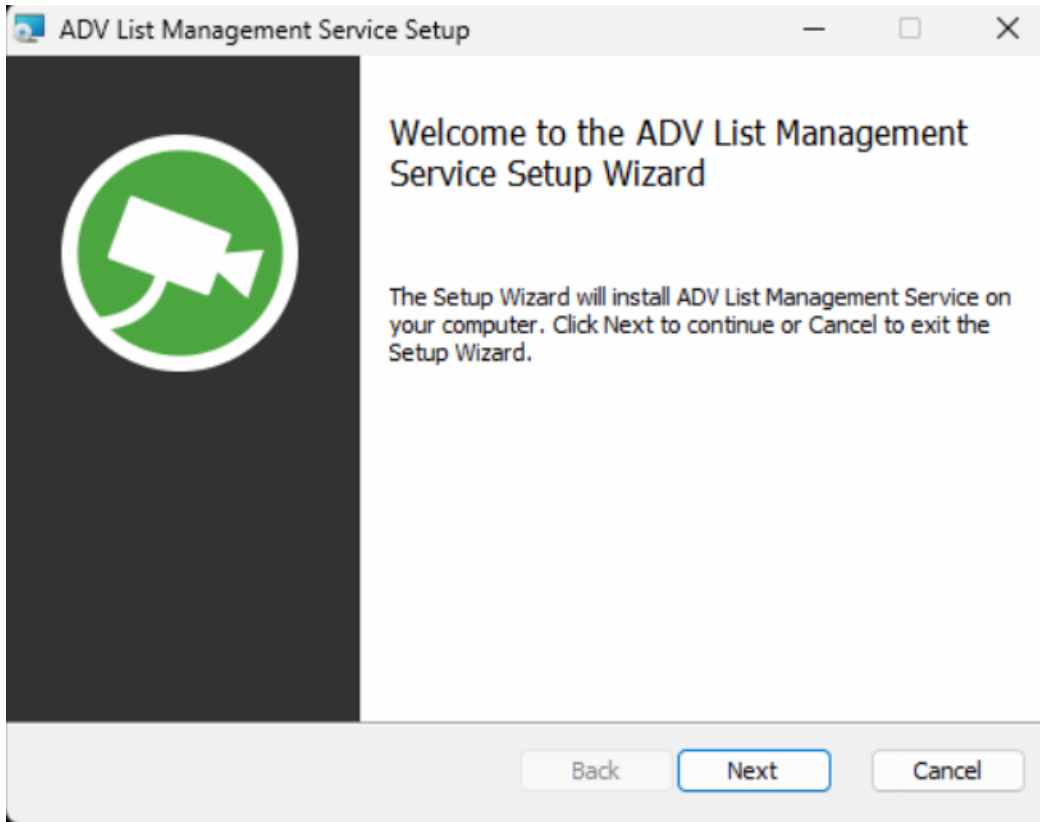 ADV List Management Service Setup
Welcome to the ADV List Management
Service Setup Wizard
The Setup Wizard will install ADV List Management Service on
your computer. Click Next to continue or Cancel to exit the
Setup Wizard.
Back
Next
Cancel